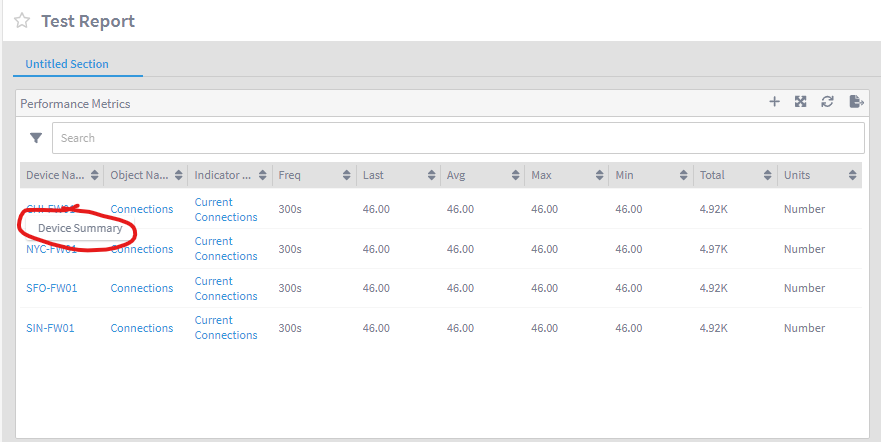 Test Report
Untitled Section
Performance Metrics
Search
Device Na... Object Na... Indicator ... Freq Last Avg Max Min Total Units
CHI-FW01 Connections Current Connections 300s 46.00 46.00 46.00 46.00 4.92K Number
Device Summary
NYC-FW01 Connections Current Connections 300s 46.00 46.00 46.00 46.00 4.97K Number
SFO-FW01 Connections Current Connections 300s 46.00 46.00 46.00 46.00 4.92K Number
SIN-FW01 Connections Current Connections 300s 46.00 46.00 46.00 46.00 4.92K Number